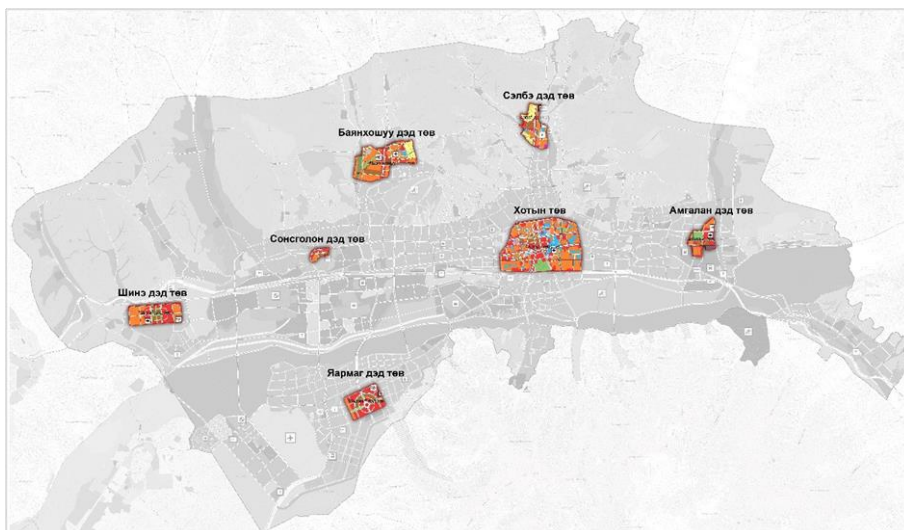 Сэлбэ дэд төв
Баянхошуу дэд төв
Хотын төв
Амгалан дэд төв
Сонсголон дэд төв
Шинэ дэд төв
Яармаг дэд төв